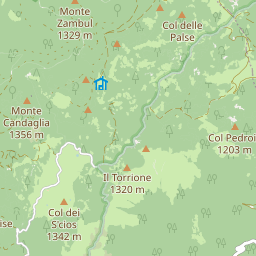 Monte
Zambul
1329 m
Col delle
Palse
Monte
Candaglia
1356 m
Col Pedroi
1203 m
Il Torrione
1320 m
Col dei
S'cios
1342 m
ise